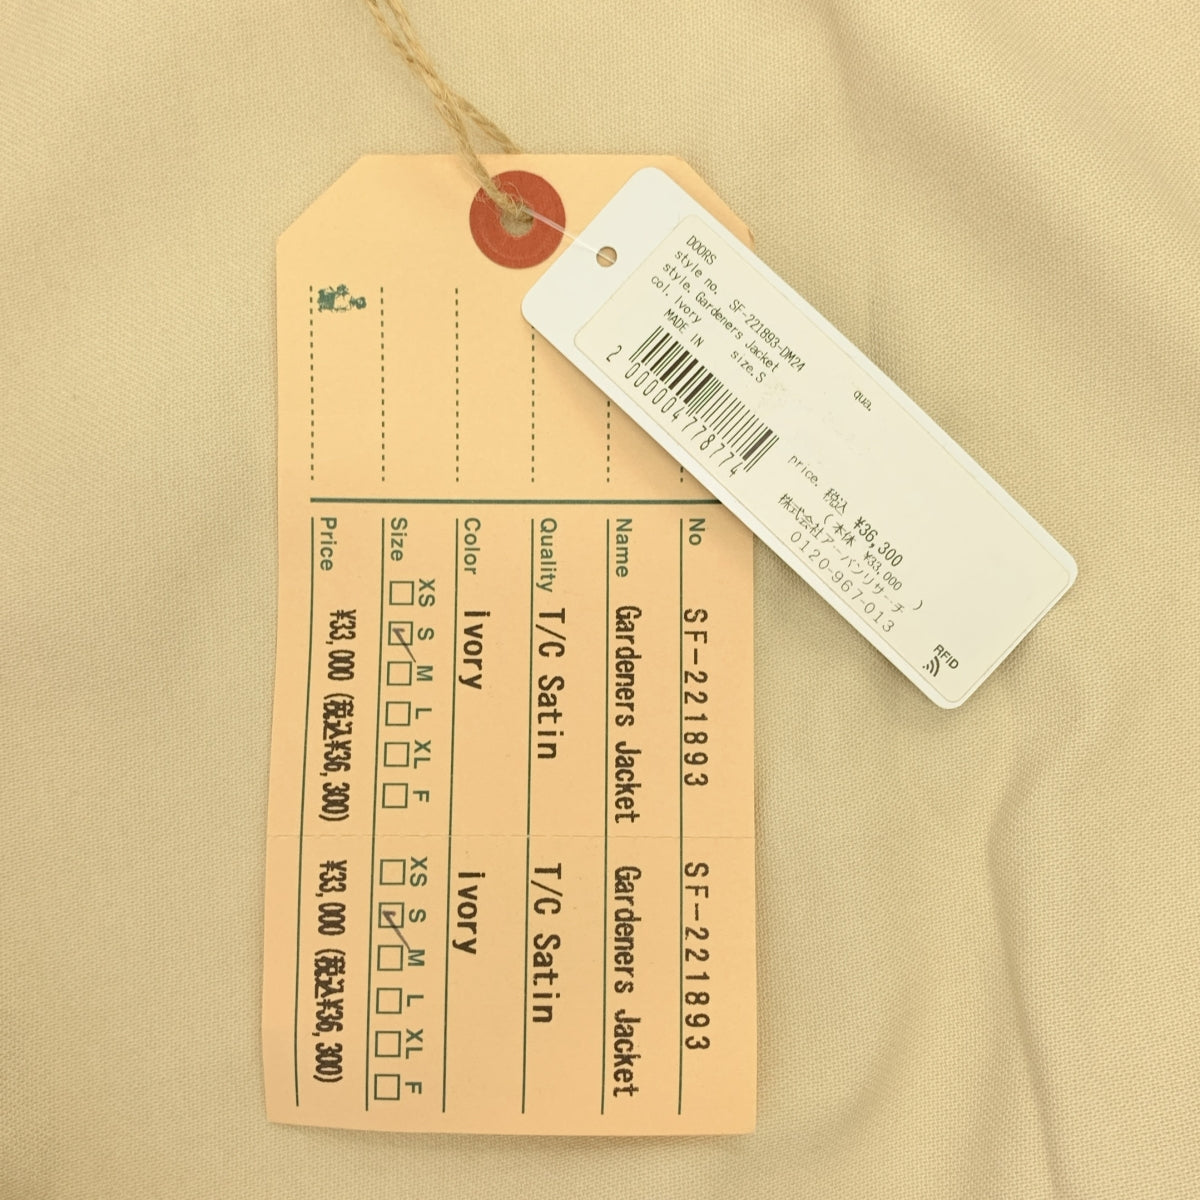 DOORS
style no. SF-221893-DM24
style. Gardeners Jacket
col. Ivory size.S qua.
MADE IN
2 000004 778774
price. 税込 ¥36,300
( 本体 ¥33,000 )
株式会社アーバンリサーチ
0120-967-013
RFID
No SF-221893 SF-221893
Name Gardeners Jacket Gardeners Jacket
Quality T/C Satin T/C Satin
Color ivory ivory
Size XS S M L XL F XS S M L XL F
Price ¥33,000 (税込¥36,300) ¥33,000 (税込¥36,300)